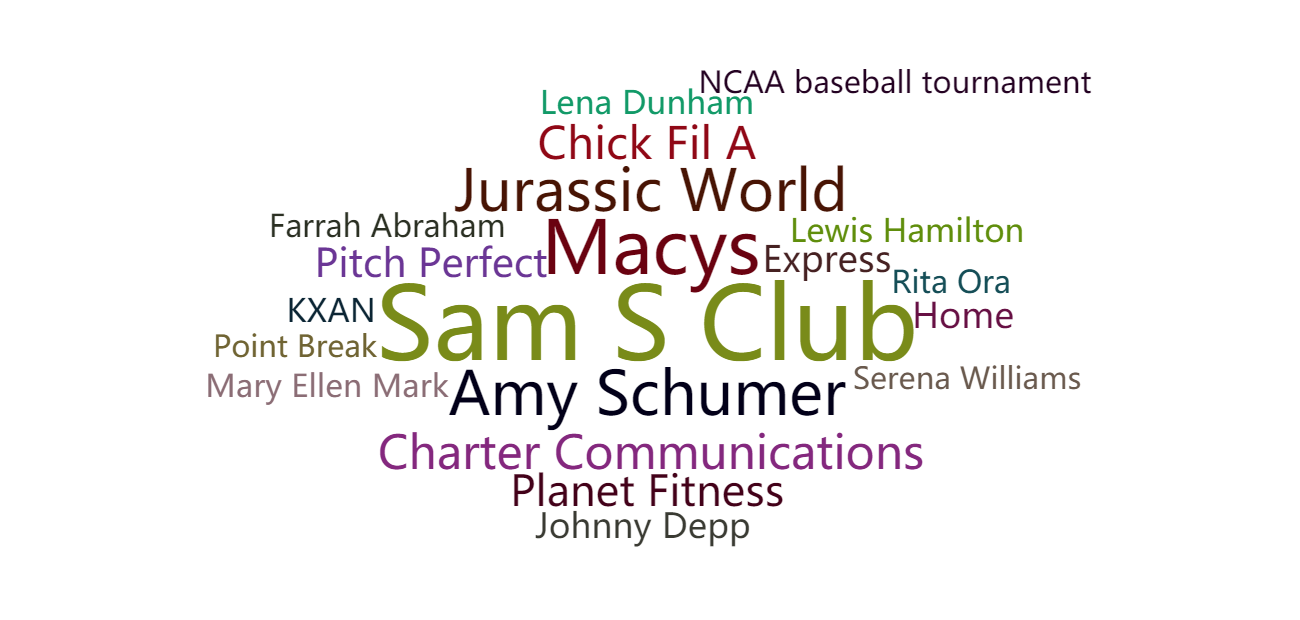 NCAA baseball tournament
Lena Dunham
Chick Fil A
Jurassic World
Farrah Abraham
Lewis Hamilton
Macys
Pitch Perfect
Express
Rita Ora
KXAN
Sam S Club
Home
Point Break
Mary Ellen Mark
Amy Schumer
Serena Williams
Charter Communications
Planet Fitness
Johnny Depp